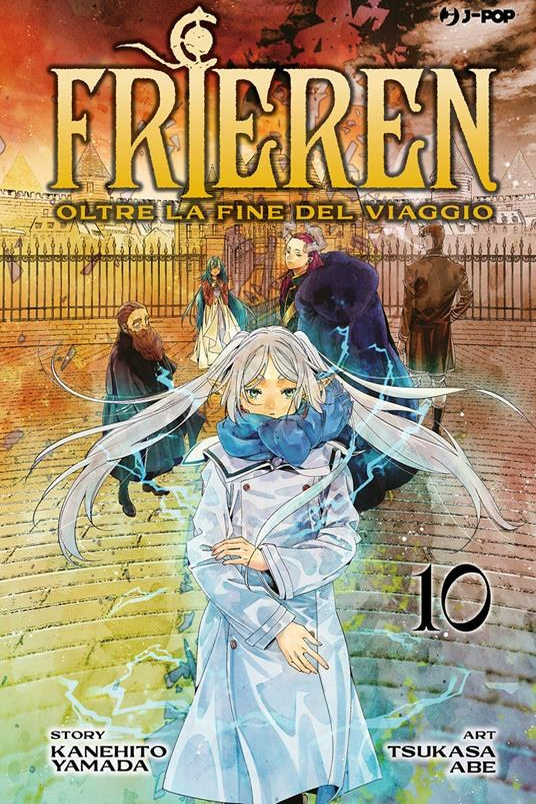 J-POP
FRIEREN
OLTRE LA FINE DEL VIAGGIO
10
STORY
KANEHITO
YAMADA
ART
TSUKASA
ABE